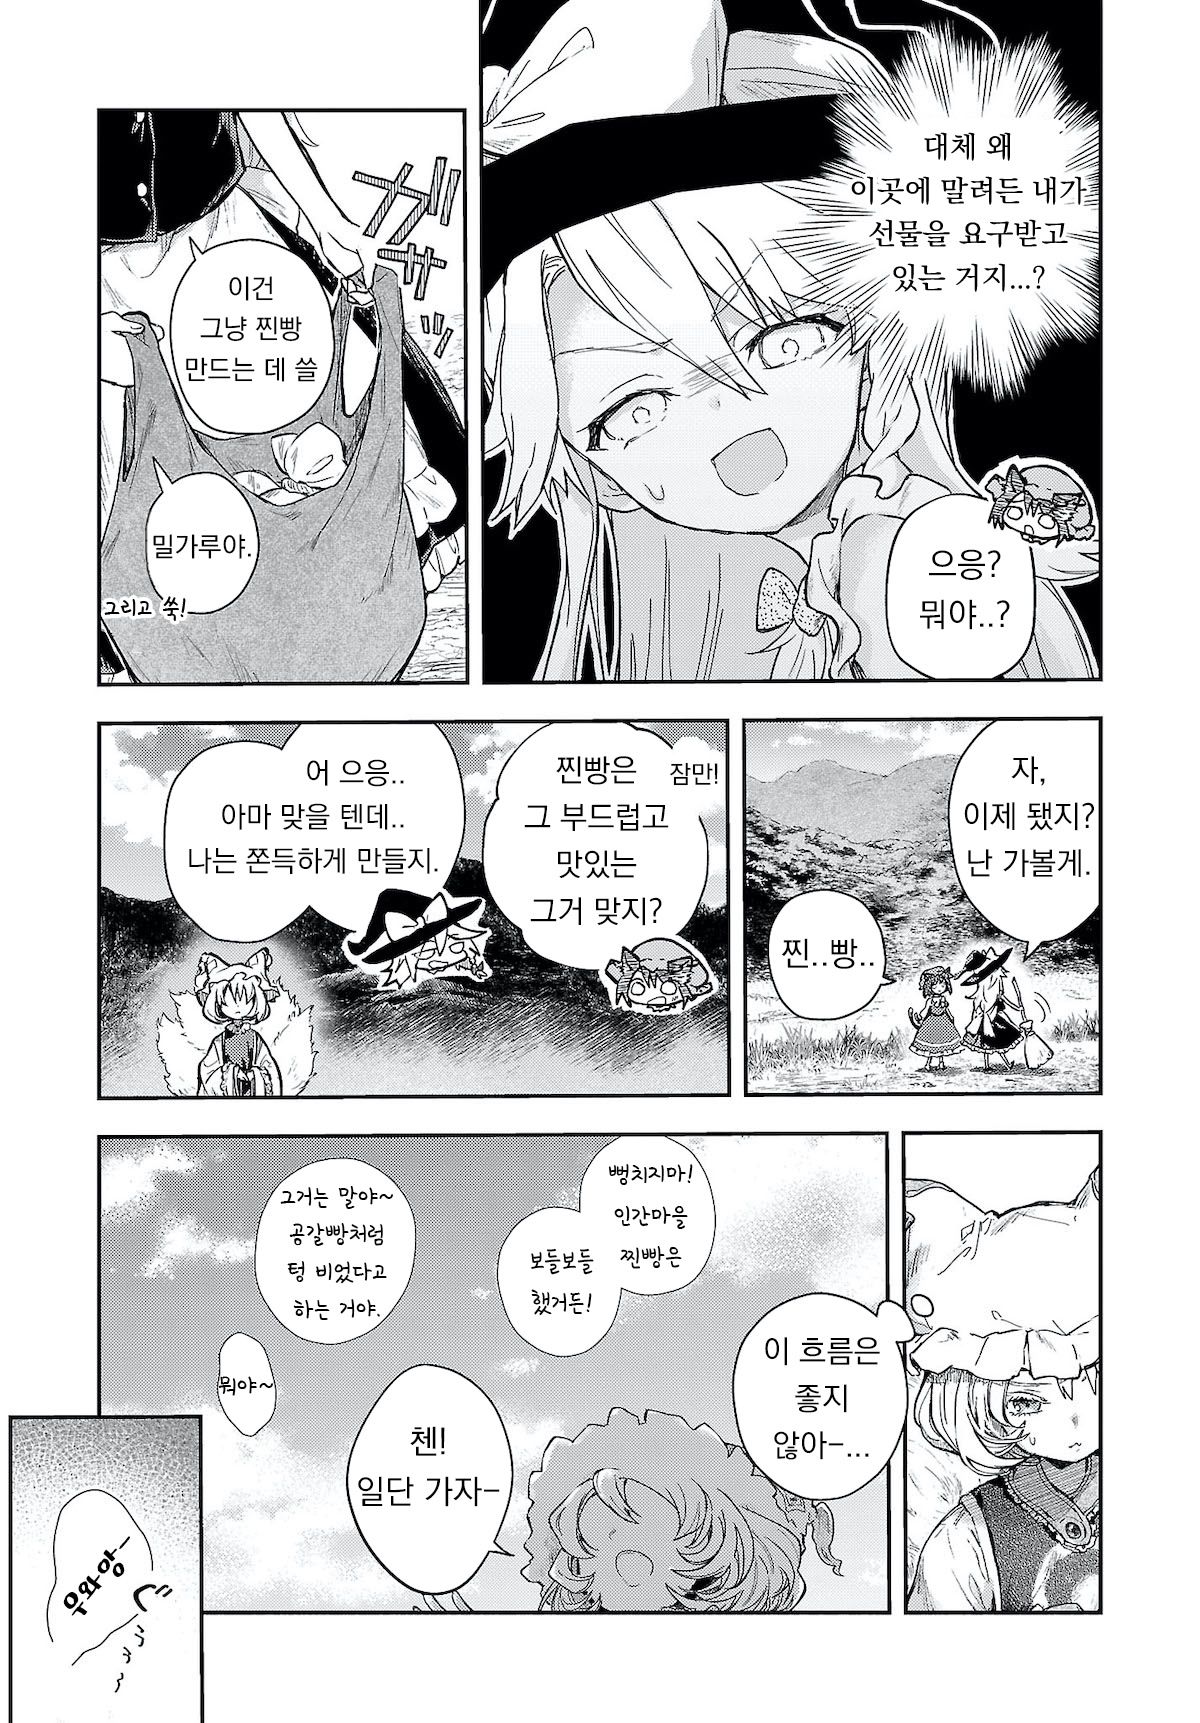 대체 왜
이곳에 말려든 내가
선물을 요구받고
있는 거지...?
으응?
뭐야..?
ガサ
ガサ
이건
그냥 찐빵
만드는 데 쓸
밀가루야.
그리고 쑥!
자,
이제 됐지?
난 가볼게.
찐..빵..
잠만!
찐빵은
그 부드럽고
맛있는
그거 맞지?
어 으응..
아마 맞을 텐데..
나는 쫀득하게 만들지.
이 흐름은
좋지
않아-...
뻥치지마!
인간마을
찐빵은
보들보들
했거든!
그거는 말야~
공갈빵처럼
텅 비었다고
하는 거야.
뭐야~
첸!
일단 가자-
우와앙-